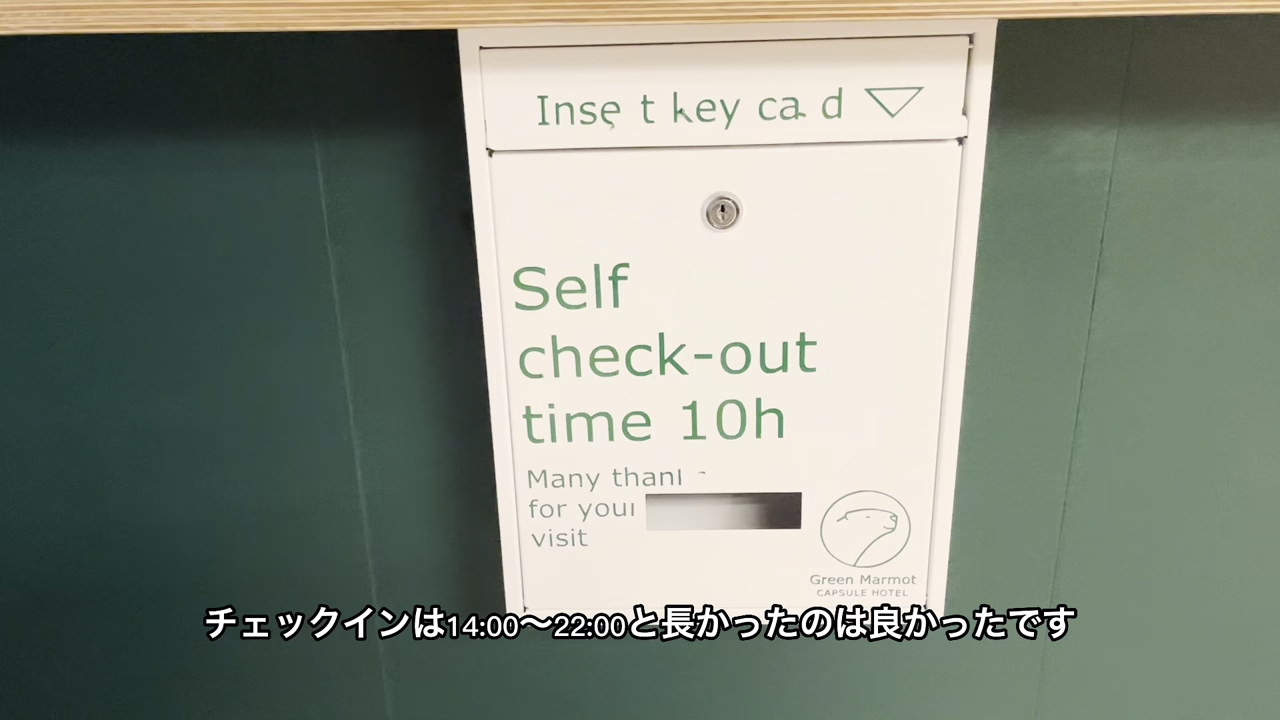 Inse t key ca d
Self
check-out
time 10h
Many thanl
for your
visit
Green Marmot
CAPSULE HOTEL
チェックインは14:00〜22:00と長かったのは良かったです